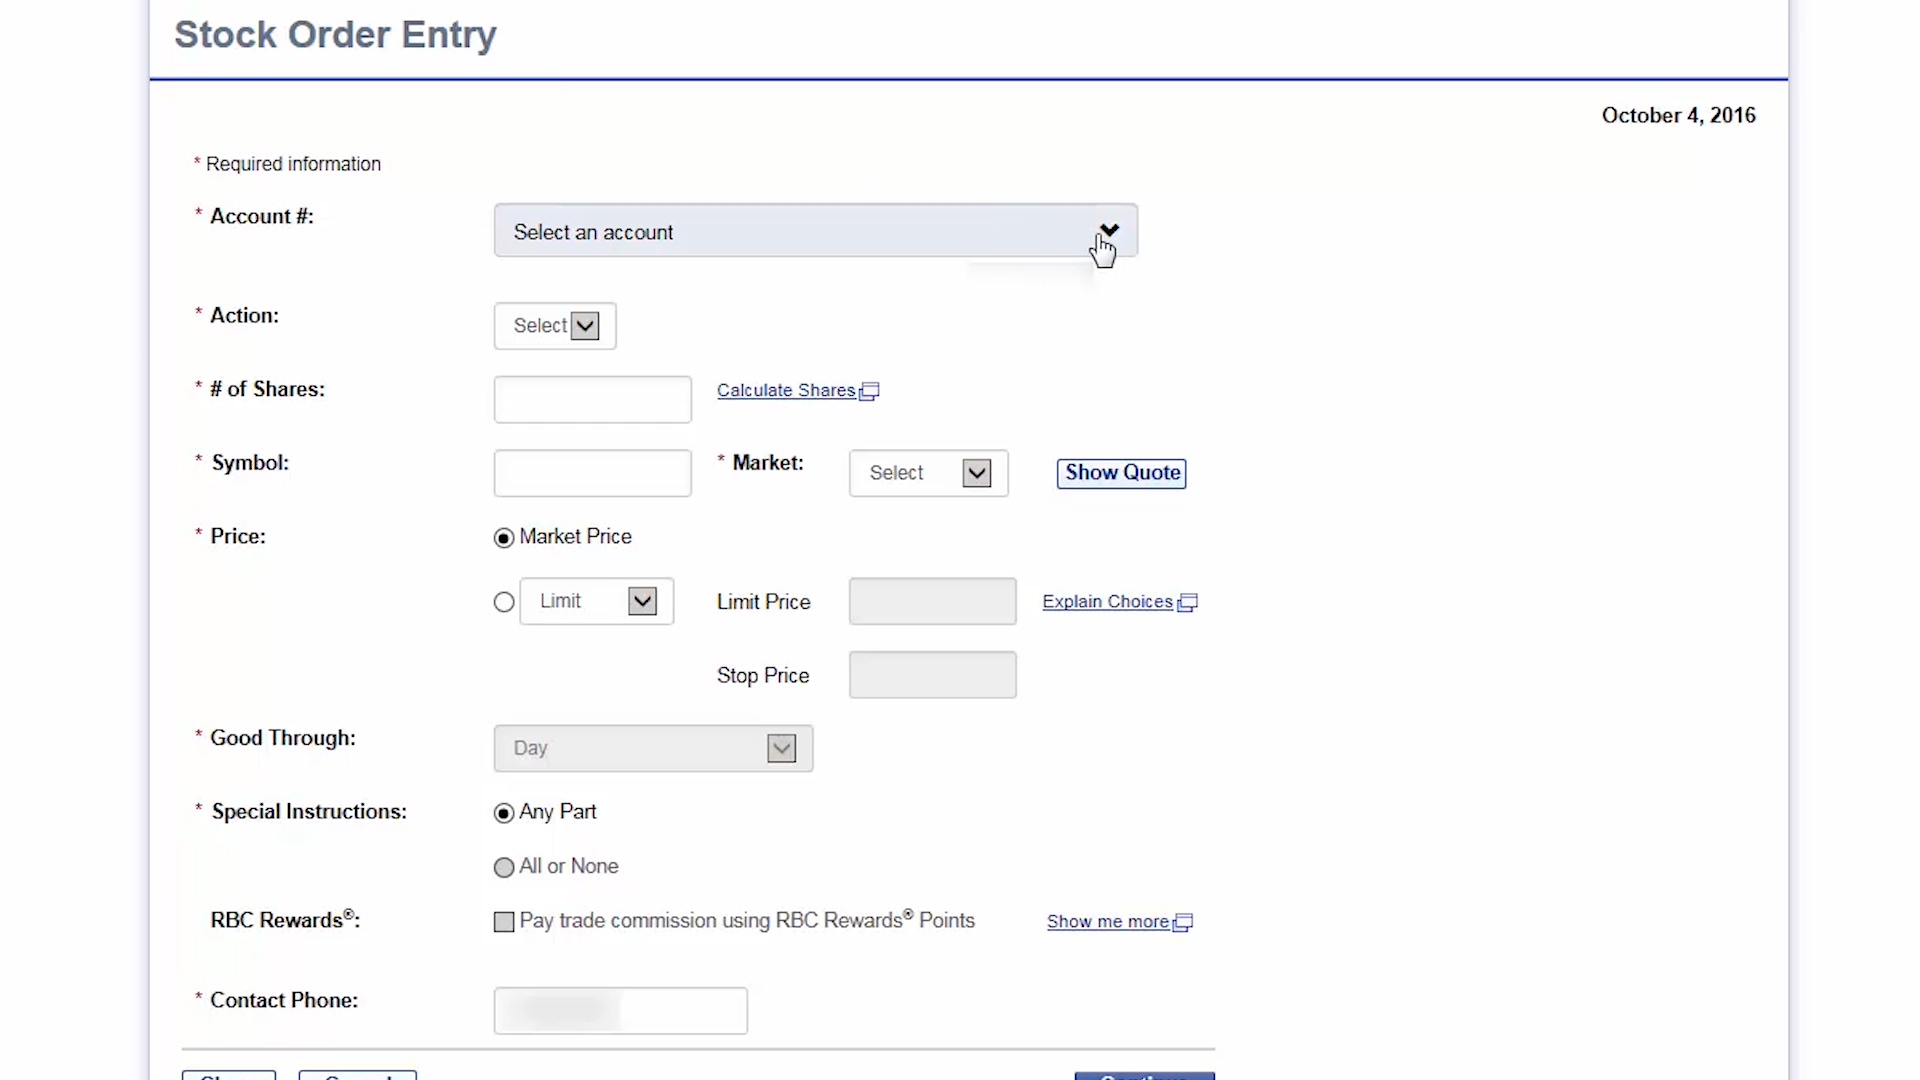 Stock Order Entry
October 4, 2016
* Required information
* Account #: Select an account
* Action: Select
* # of Shares: Calculate Shares
* Symbol: * Market: Select Show Quote
* Price: Market Price
Limit Limit Price Explain Choices
Stop Price
* Good Through: Day
* Special Instructions: Any Part
All or None
RBC Rewards®: Pay trade commission using RBC Rewards® Points Show me more
* Contact Phone: